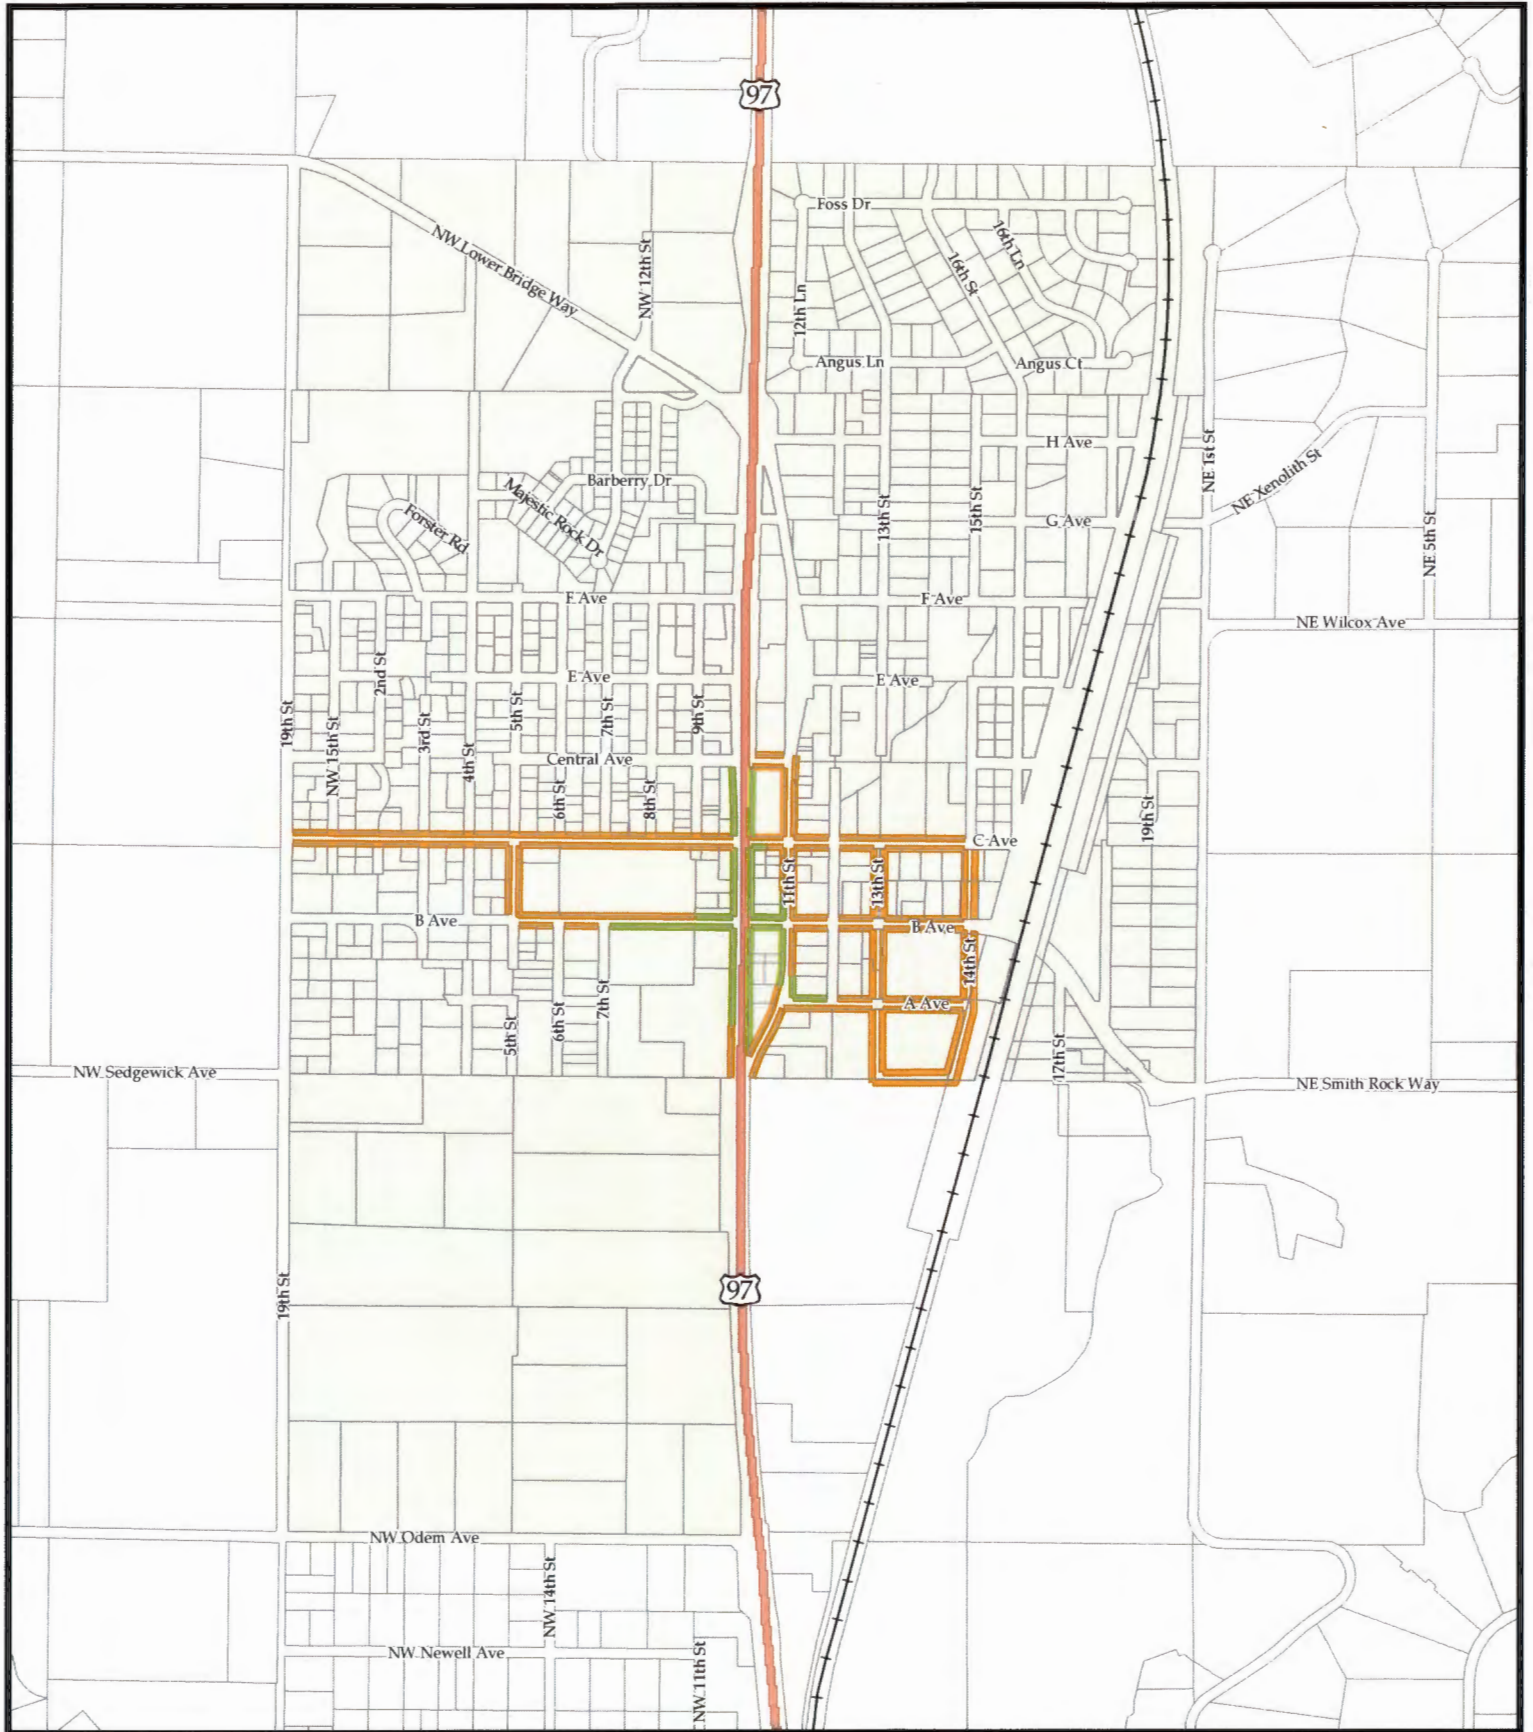 97
Foss Dr
NW Lower Bridge Way
NW 12th St
16th Ln
16th St
12th Ln
Angus Ln
Angus Ct
H Ave
NE 1st St
Barberry Dr
NE Xenolith St
Majestic Rock Dr
Forster Rd
13th St
15th St
G Ave
NE 5th St
F Ave
F Ave
NE Wilcox Ave
2nd St
E Ave
E Ave
19th St
NW 15th St
3rd St
5th St
7th St
9th St
4th St
Central Ave
6th St
8th St
19th St
C Ave
11th St
13th St
B Ave
B Ave
14th St
A Ave
5th St
6th St
7th St
17th St
NW Sedgewick Ave
NE Smith Rock Way
19th St
97
NW Odem Ave
NW 14th St
NW Newell Ave
NW 11th St